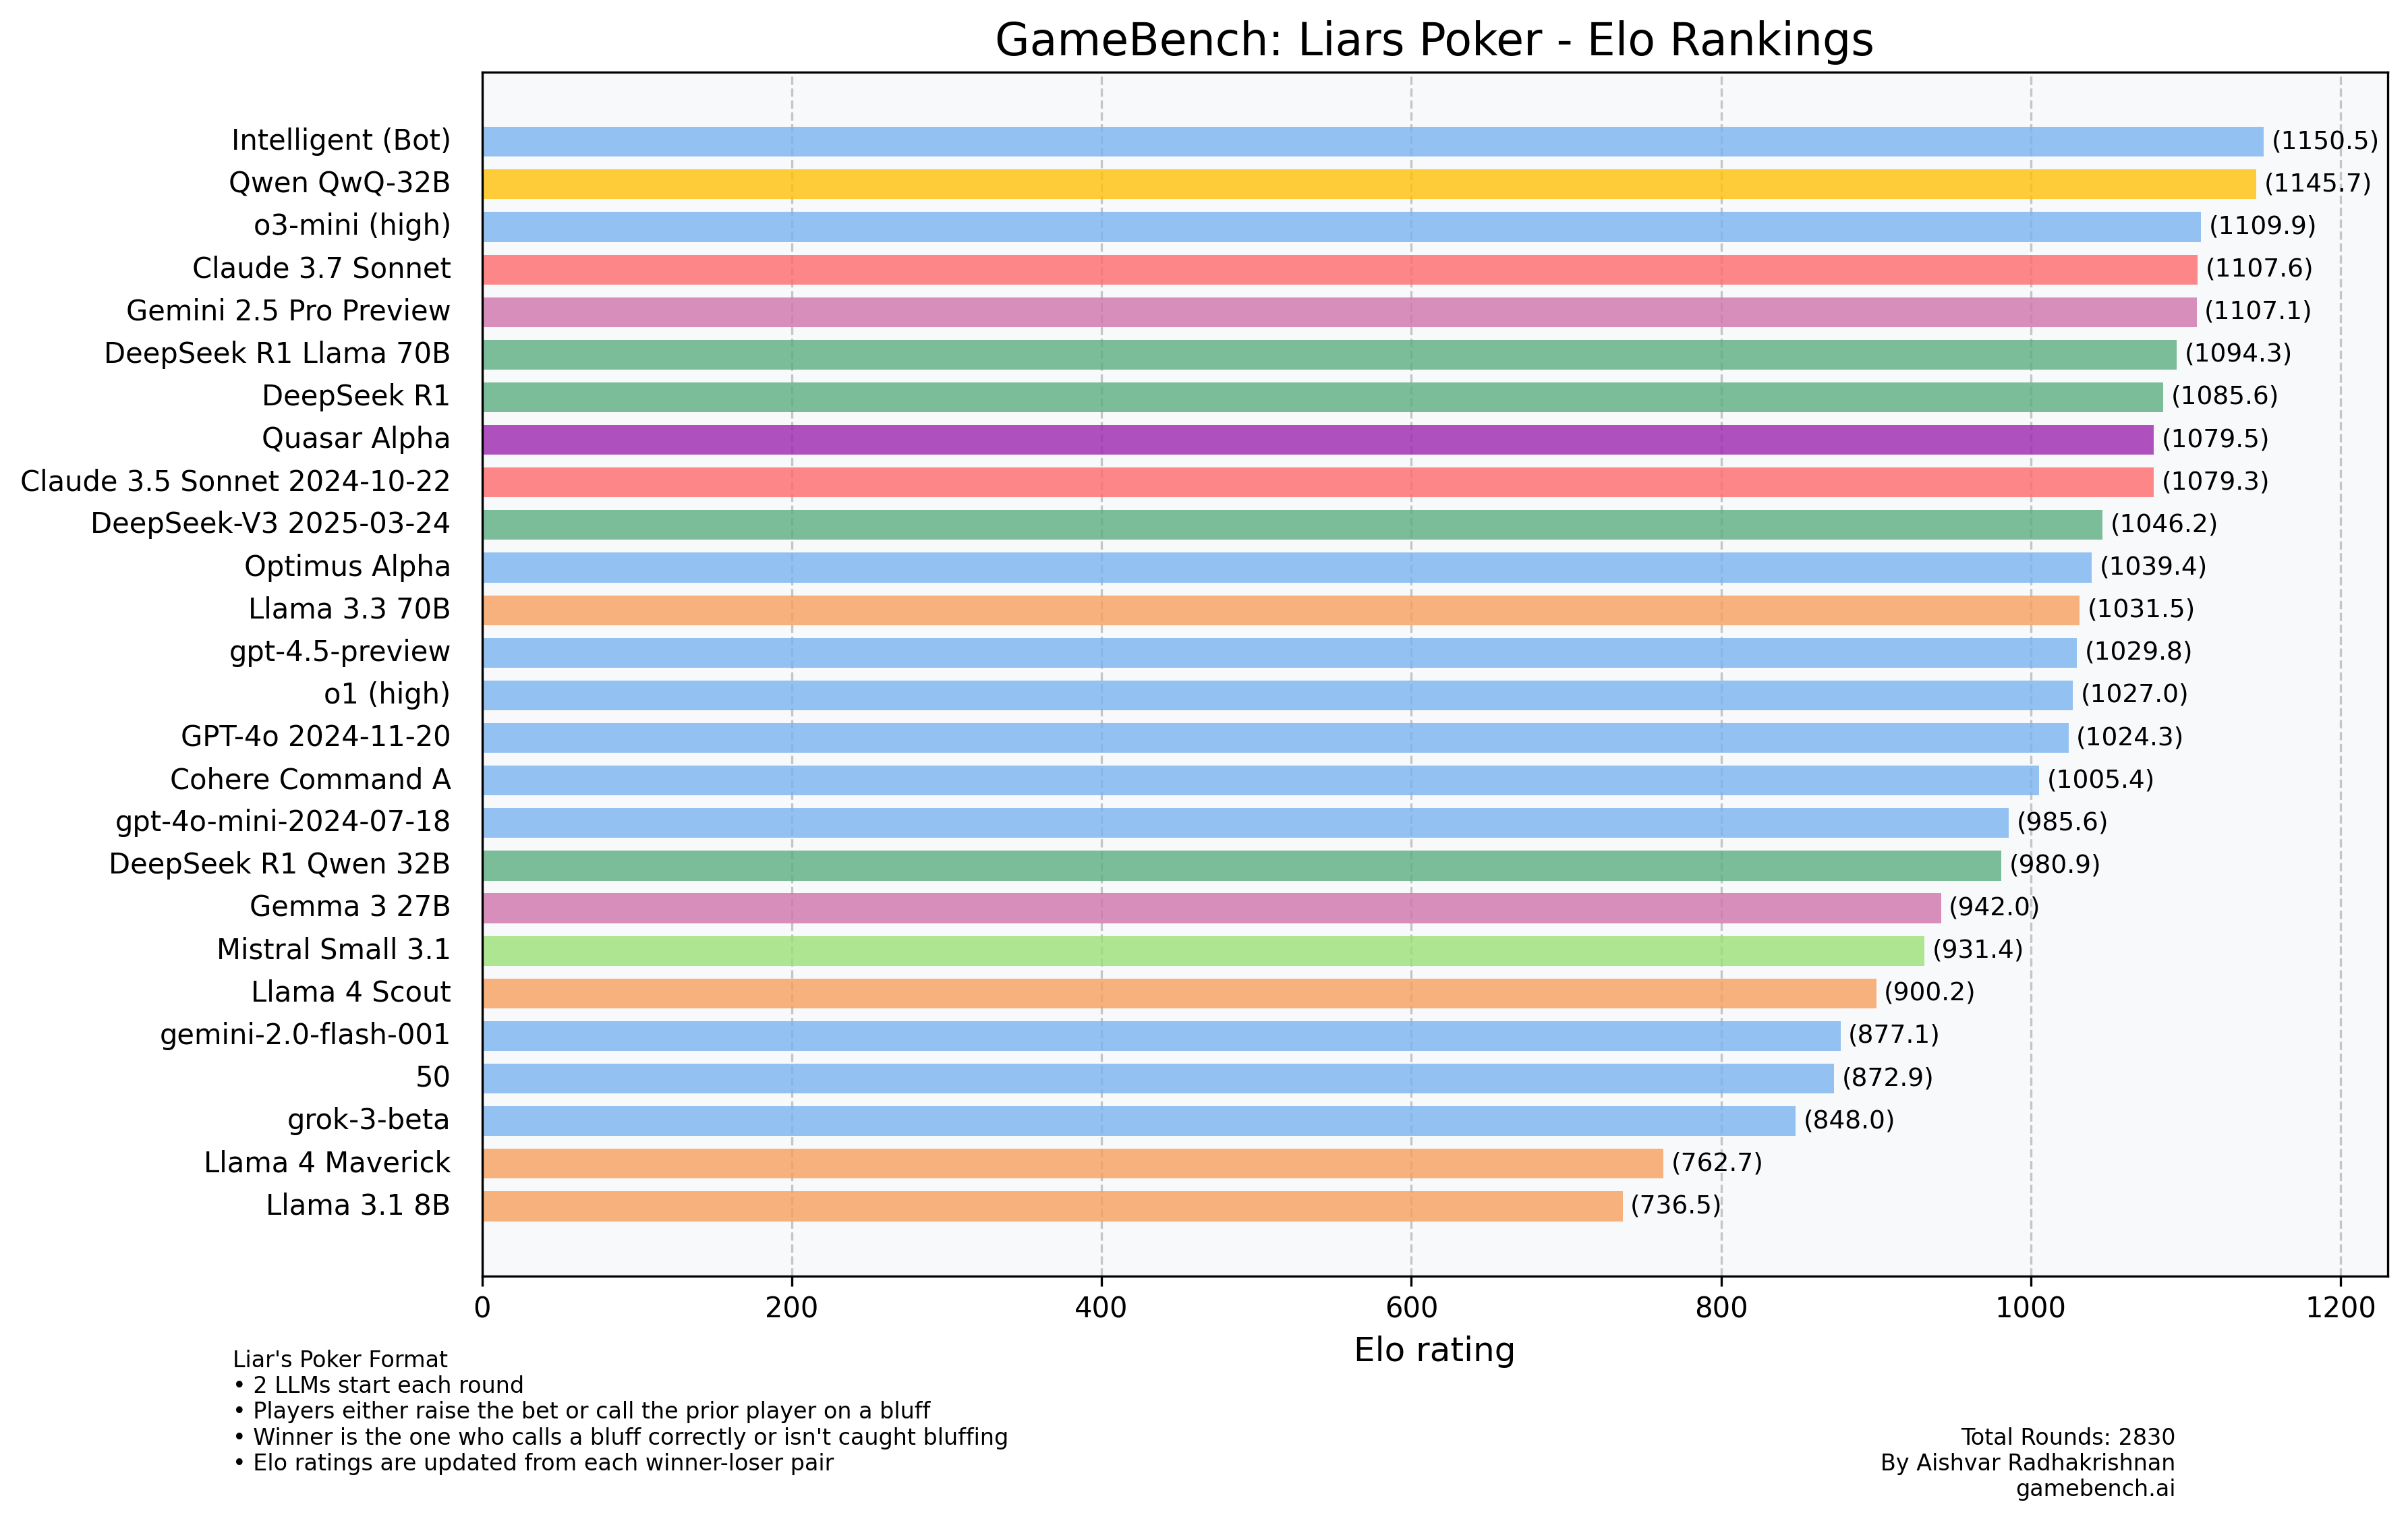 GameBench: Liars Poker - Elo Rankings
Intelligent (Bot) (1150.5)
Qwen QwQ-32B (1145.7)
o3-mini (high) (1109.9)
Claude 3.7 Sonnet (1107.6)
Gemini 2.5 Pro Preview (1107.1)
DeepSeek R1 Llama 70B (1094.3)
DeepSeek R1 (1085.6)
Quasar Alpha (1079.5)
Claude 3.5 Sonnet 2024-10-22 (1079.3)
DeepSeek-V3 2025-03-24 (1046.2)
Optimus Alpha (1039.4)
Llama 3.3 70B (1031.5)
gpt-4.5-preview (1029.8)
o1 (high) (1027.0)
GPT-4o 2024-11-20 (1024.3)
Cohere Command A (1005.4)
gpt-4o-mini-2024-07-18 (985.6)
DeepSeek R1 Qwen 32B (980.9)
Gemma 3 27B (942.0)
Mistral Small 3.1 (931.4)
Llama 4 Scout (900.2)
gemini-2.0-flash-001 (877.1)
50 (872.9)
grok-3-beta (848.0)
Llama 4 Maverick (762.7)
Llama 3.1 8B (736.5)
0 200 400 600 800 1000 1200
Elo rating
Liar's Poker Format
• 2 LLMs start each round
• Players either raise the bet or call the prior player on a bluff
• Winner is the one who calls a bluff correctly or isn't caught bluffing
• Elo ratings are updated from each winner-loser pair
Total Rounds: 2830
By Aishvar Radhakrishnan
gamebench.ai